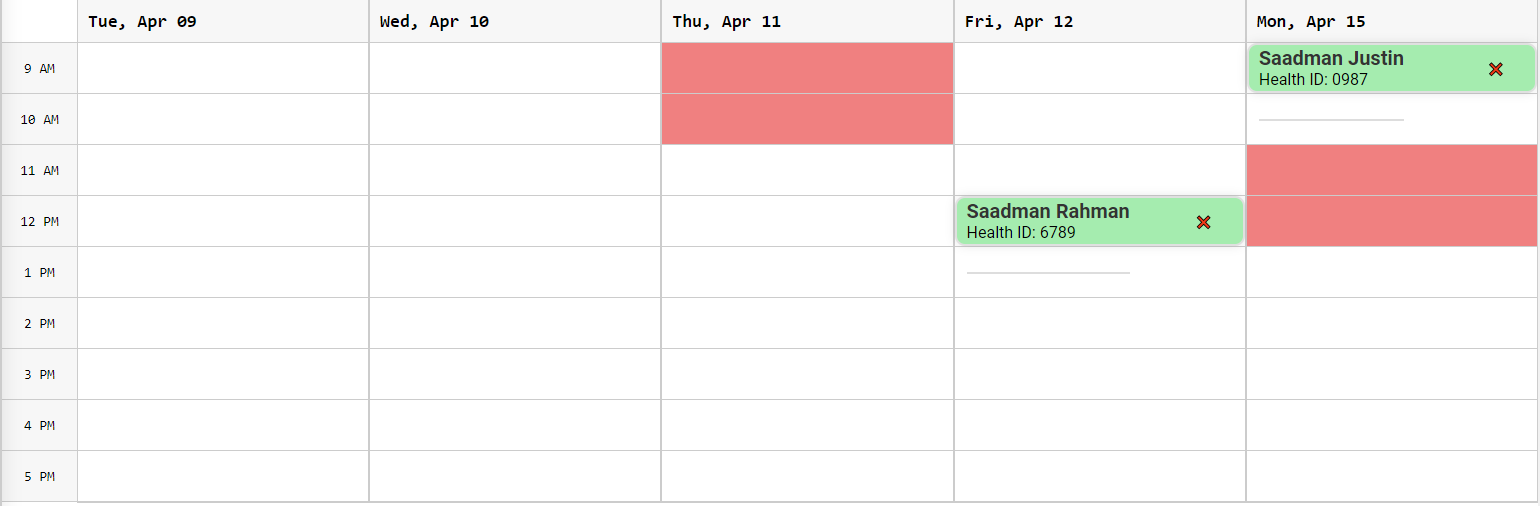 Tue, Apr 09 Wed, Apr 10 Thu, Apr 11 Fri, Apr 12 Mon, Apr 15
9 AM
Saadman Justin
Health ID: 0987
10 AM
11 AM
12 PM
Saadman Rahman
Health ID: 6789
1 PM
2 PM
3 PM
4 PM
5 PM